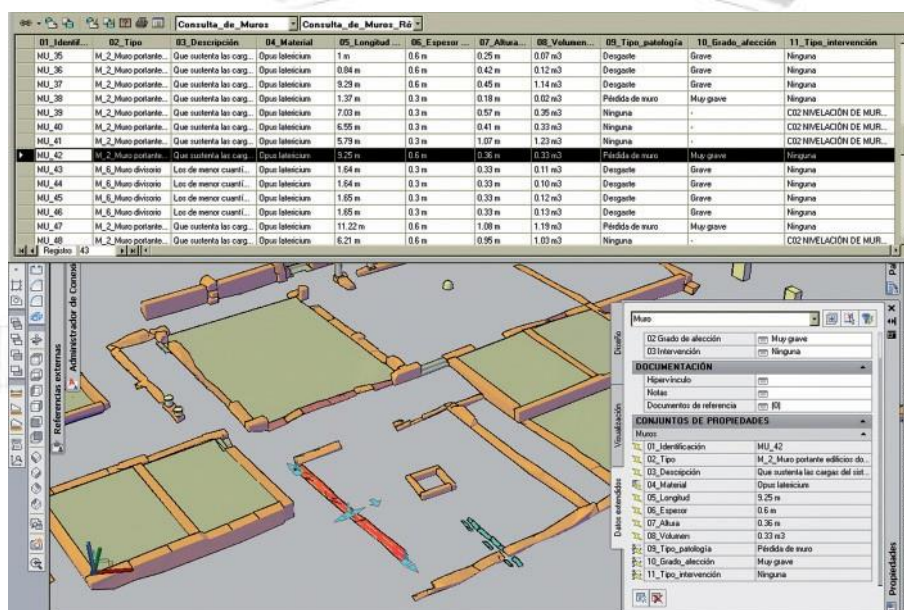 Consulta_de_Muros Consulta_de_Muros_Rá
01_Identif... 02_Tipo 03_Descripción 04_Material 05_Longitud ... 06_Espesor ... 07_Altura... 08_Volumen... 09_Tipo_patología 10_Grado_afección 11_Tipo_intervención
MU_35 M_2_Muro portante... Que sustenta las carg... Opus latericium 1 m 0.6 m 0.25 m 0.07 m3 Desgaste Grave Ninguna
MU_36 M_2_Muro portante... Que sustenta las carg... Opus latericium 0.84 m 0.6 m 0.42 m 0.12 m3 Desgaste Grave Ninguna
MU_37 M_2_Muro portante... Que sustenta las carg... Opus latericium 9.29 m 0.6 m 0.45 m 1.14 m3 Desgaste Grave Ninguna
MU_38 M_2_Muro portante... Que sustenta las carg... Opus latericium 1.37 m 0.3 m 0.18 m 0.02 m3 Pérdida de muro Muy grave Ninguna
MU_39 M_2_Muro portante... Que sustenta las carg... Opus latericium 7.03 m 0.3 m 0.57 m 0.35 m3 Ninguna - C02 NIVELACIÓN DE MUR...
MU_40 M_2_Muro portante... Que sustenta las carg... Opus latericium 6.55 m 0.3 m 0.41 m 0.33 m3 Ninguna - C02 NIVELACIÓN DE MUR...
MU_41 M_2_Muro portante... Que sustenta las carg... Opus latericium 5.79 m 0.3 m 1.07 m 1.23 m3 Ninguna - C02 NIVELACIÓN DE MUR...
MU_42 M_2_Muro portante... Que sustenta las carg... Opus latericium 9.25 m 0.6 m 0.36 m 0.33 m3 Pérdida de muro Muy grave Ninguna
MU_43 M_6_Muro divisorio Los de menor cuantí... Opus latericium 1.64 m 0.3 m 0.33 m 0.11 m3 Desgaste Grave Ninguna
MU_44 M_6_Muro divisorio Los de menor cuantí... Opus latericium 1.64 m 0.3 m 0.33 m 0.10 m3 Desgaste Grave Ninguna
MU_45 M_6_Muro divisorio Los de menor cuantí... Opus latericium 1.65 m 0.3 m 0.33 m 0.12 m3 Desgaste Grave Ninguna
MU_46 M_6_Muro divisorio Los de menor cuantí... Opus latericium 1.65 m 0.3 m 0.33 m 0.13 m3 Desgaste Grave Ninguna
MU_47 M_2_Muro portante... Que sustenta las carg... Opus latericium 11.22 m 0.6 m 1.08 m 1.19 m3 Pérdida de muro Muy grave Ninguna
MU_48 M_2_Muro portante... Que sustenta las carg... Opus latericium 6.21 m 0.6 m 0.95 m 1.03 m3 Ninguna - C02 NIVELACIÓN DE MUR...
Registro 43
Referencias externas
Administrador de Conexi
Pal
Muro
Diseño
Visualización
Datos extendidos
Propiedades
02 Grado de afección Muy grave
03 Intervención Ninguna
DOCUMENTACIÓN
Hipervínculo
Notas
Documentos de referencia (0)
CONJUNTOS DE PROPIEDADES
Muros
01_Identificación MU_42
02_Tipo M_2_Muro portante edificios do...
03_Descripción Que sustenta las cargas del sist...
04_Material Opus latericium
05_Longitud 9.25 m
06_Espesor 0.6 m
07_Altura 0.36 m
08_Volumen 0.33 m3
09_Tipo_patología Pérdida de muro
10_Grado_afección Muy grave
11_Tipo_intervención Ninguna